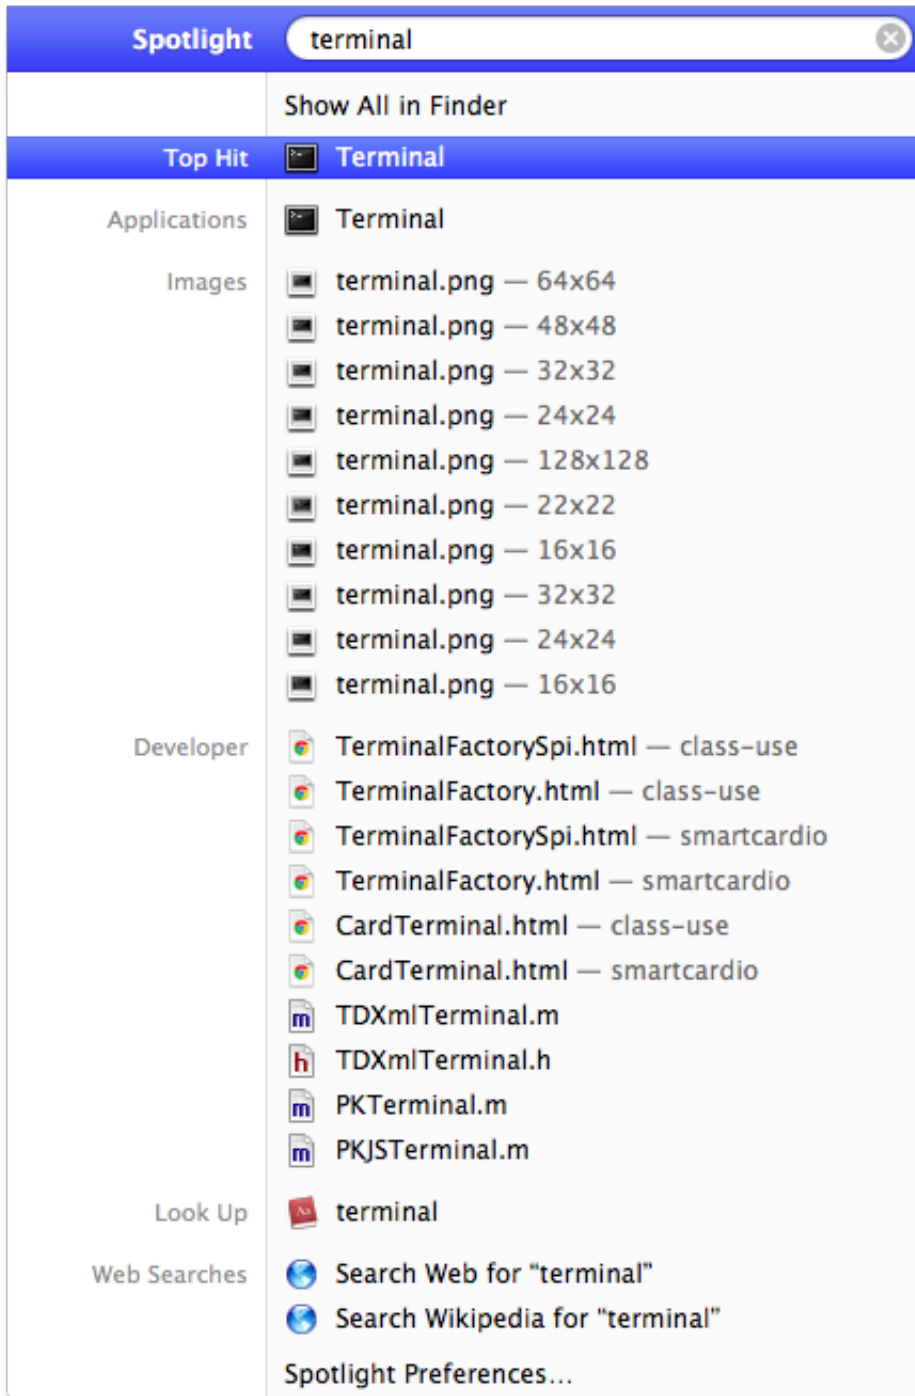 Spotlight terminal
Show All in Finder
Top Hit Terminal
Applications Terminal
Images terminal.png — 64x64
terminal.png — 48x48
terminal.png — 32x32
terminal.png — 24x24
terminal.png — 128x128
terminal.png — 22x22
terminal.png — 16x16
terminal.png — 32x32
terminal.png — 24x24
terminal.png — 16x16
Developer TerminalFactorySpi.html — class-use
TerminalFactory.html — class-use
TerminalFactorySpi.html — smartcardio
TerminalFactory.html — smartcardio
CardTerminal.html — class-use
CardTerminal.html — smartcardio
m TDXmlTerminal.m
h TDXmlTerminal.h
m PKTerminal.m
m PKJSTerminal.m
Look Up Aa terminal
Web Searches Search Web for “terminal”
Search Wikipedia for “terminal”
Spotlight Preferences...